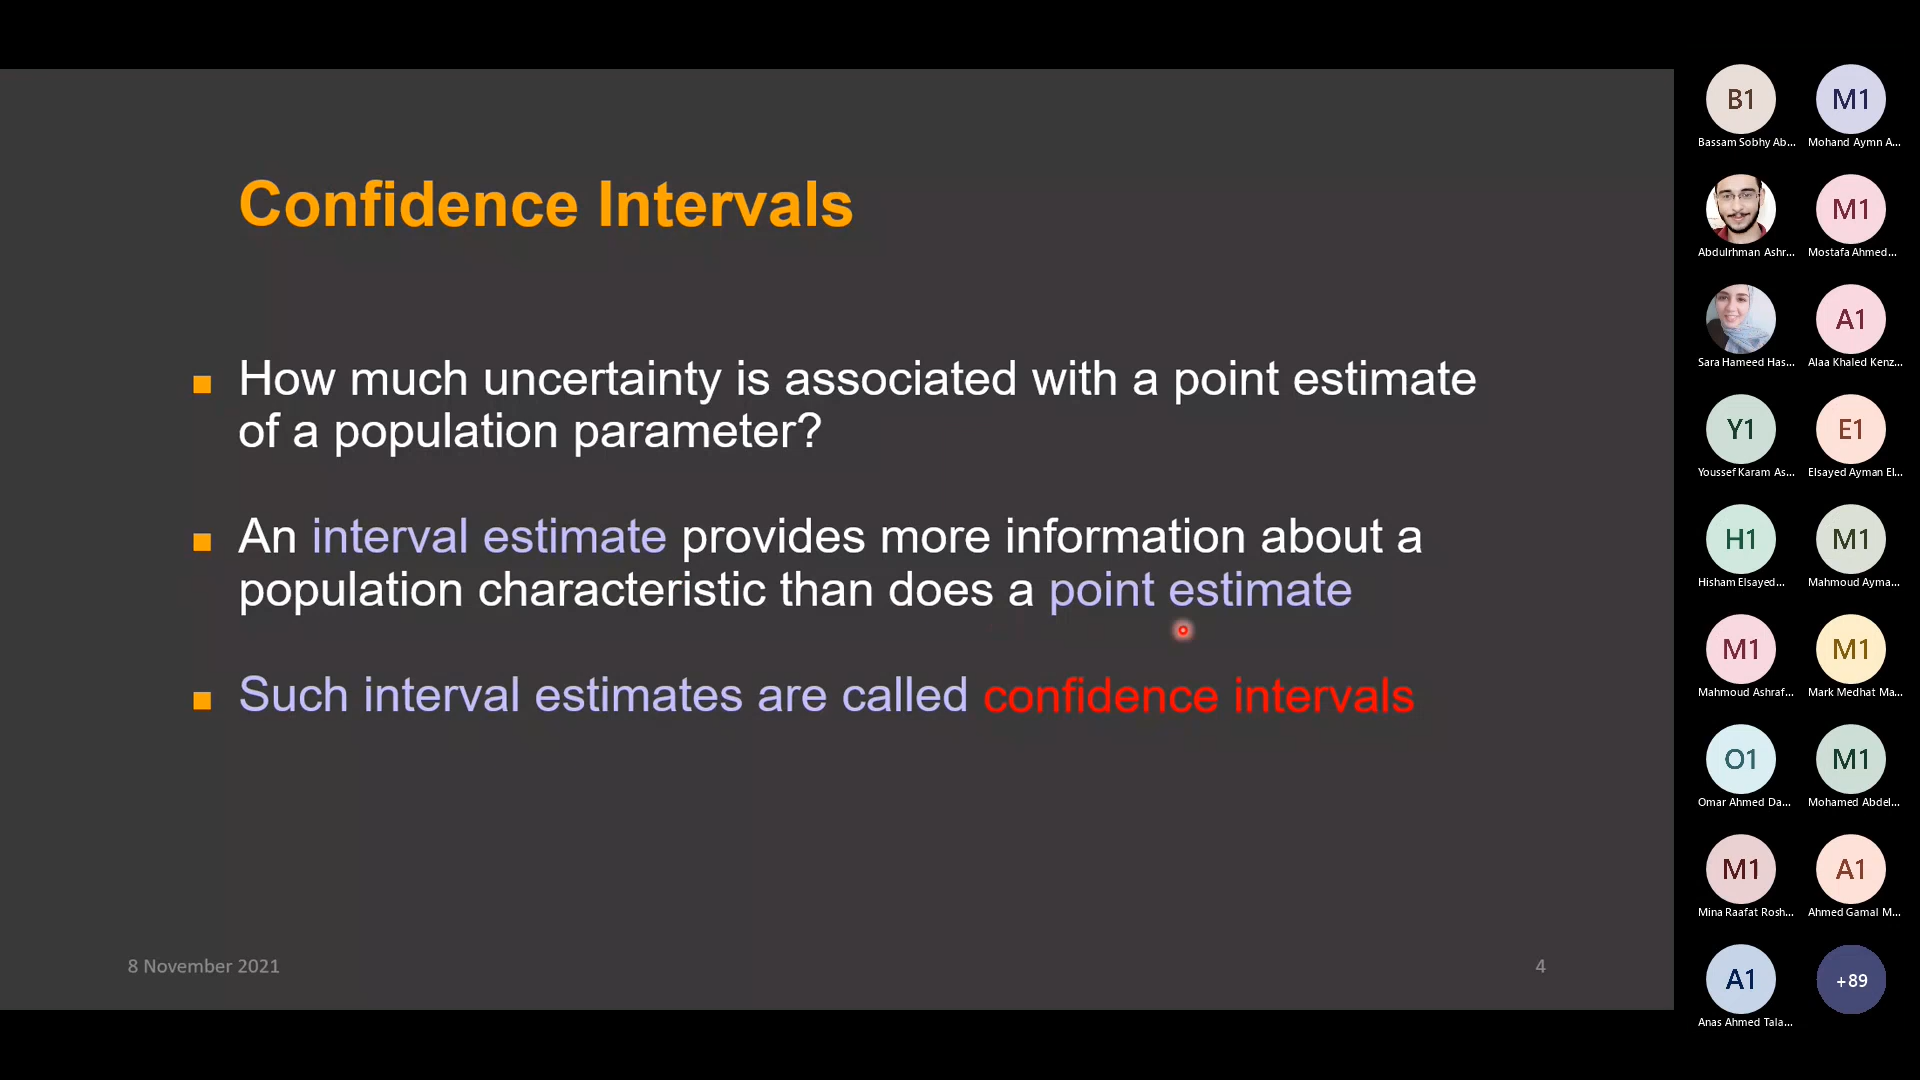 Confidence Intervals
How much uncertainty is associated with a point estimate
of a population parameter?
An interval estimate provides more information about a
population characteristic than does a point estimate
Such interval estimates are called confidence intervals
8 November 2021
4
B1
Bassam Sobhy Ab...
M1
Mohand Aymn A...
Abdulrhman Ashr...
M1
Mostafa Ahmed...
Sara Hameed Has...
A1
Alaa Khaled Kenz...
Y1
Youssef Karam As...
E1
Elsayed Ayman El...
H1
Hisham Elsayed...
M1
Mahmoud Ayma...
M1
Mahmoud Ashraf...
M1
Mark Medhat Ma...
O1
Omar Ahmed Da...
M1
Mohamed Abdel...
M1
Mina Raafat Rosh...
A1
Ahmed Gamal M...
A1
Anas Ahmed Tala...
+89